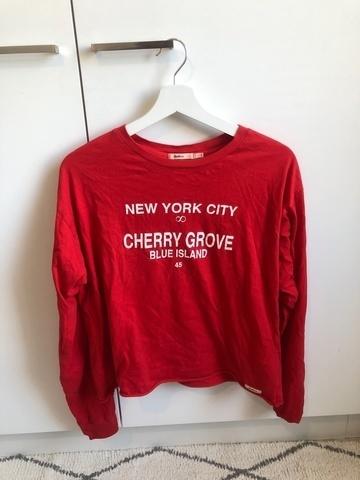 NEW YORK CITY
∞
CHERRY GROVE
BLUE ISLAND
45